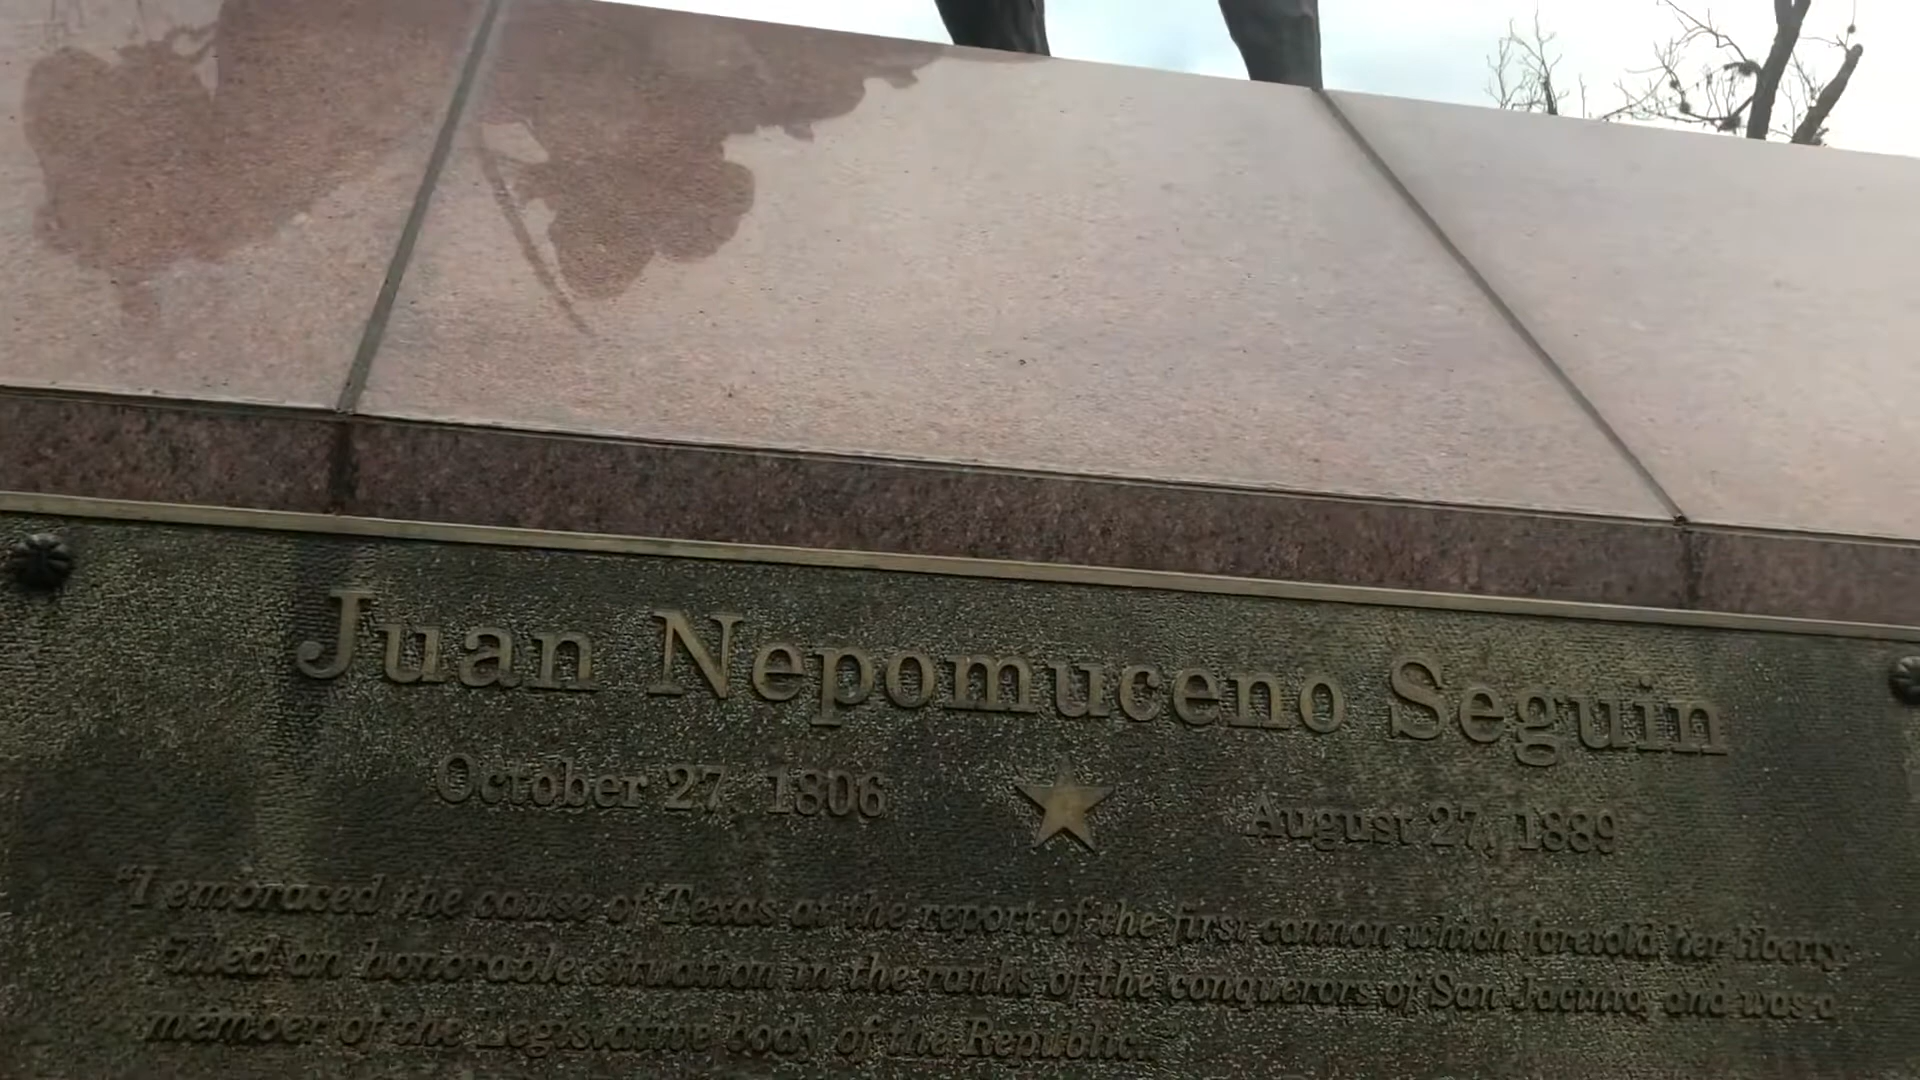 Juan Nepomuceno Seguin
October 27, 1806 August 27, 1889
"I embraced the cause of Texas at the report of the first cannon which foretold her liberty;
filled an honorable situation in the ranks of the conquerors of San Jacinto, and was a
member of the Legislative body of the Republic..."